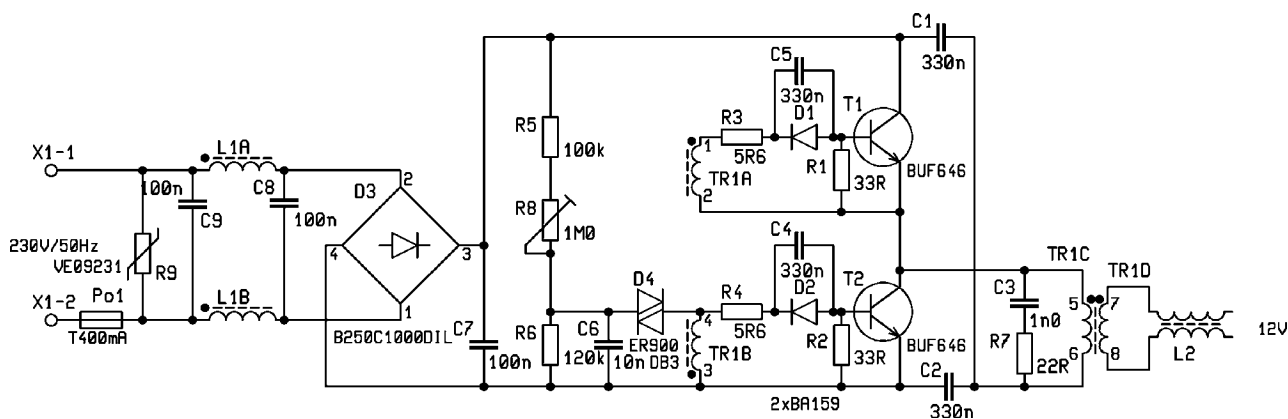 X1-1
X1-2
230V/50Hz
VE09231
R9
Po1
T400mA
100n
C9
L1A
L1B
C8
100n
D3
2
4
3
1
B250C1000DIL
C7
100n
R5
100k
R8
1M0
R6
120k
C6
10n
D4
ER900
DB3
TR1A
1
2
R3
5R6
C5
330n
D1
R1
33R
T1
BUF646
C1
330n
TR1B
4
3
R4
5R6
C4
330n
D2
R2
33R
T2
BUF646
2xBA159
C2
330n
C3
1n0
R7
22R
TR1C
TR1D
5
7
6
8
L2
12V